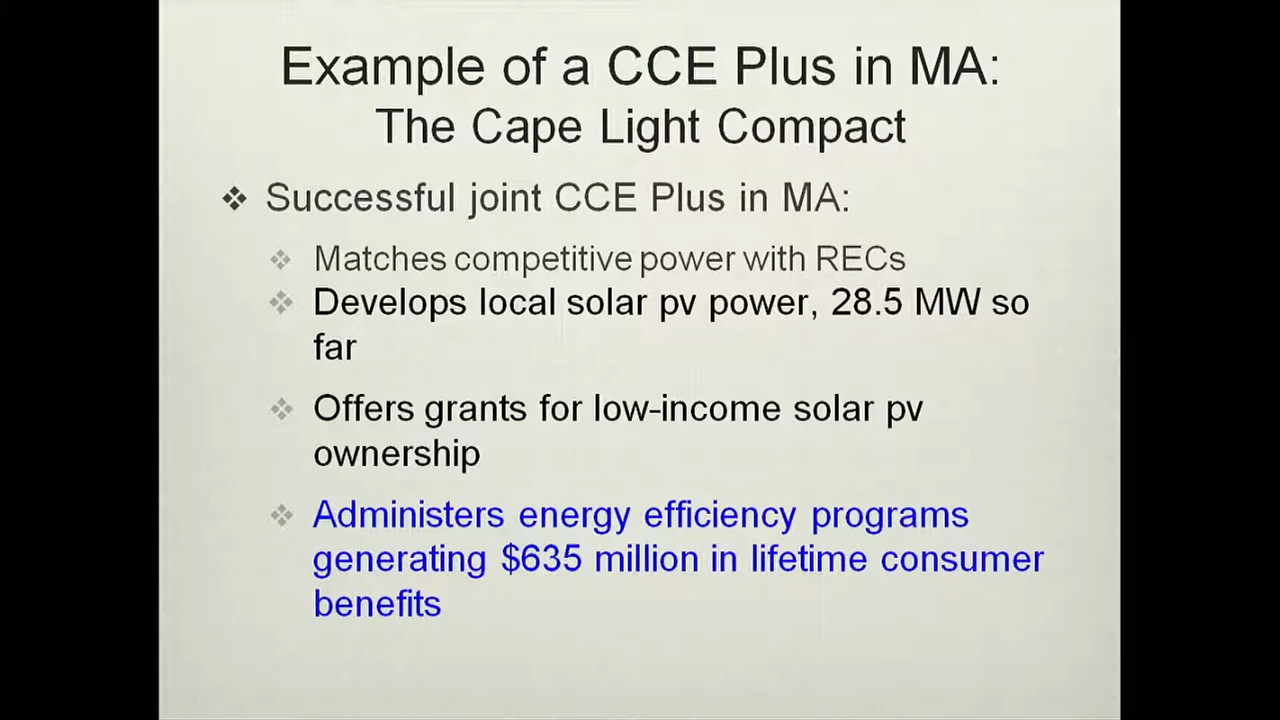 Example of a CCE Plus in MA:
The Cape Light Compact
Successful joint CCE Plus in MA:
Matches competitive power with RECs
Develops local solar pv power, 28.5 MW so
far
Offers grants for low-income solar pv
ownership
Administers energy efficiency programs
generating $635 million in lifetime consumer
benefits